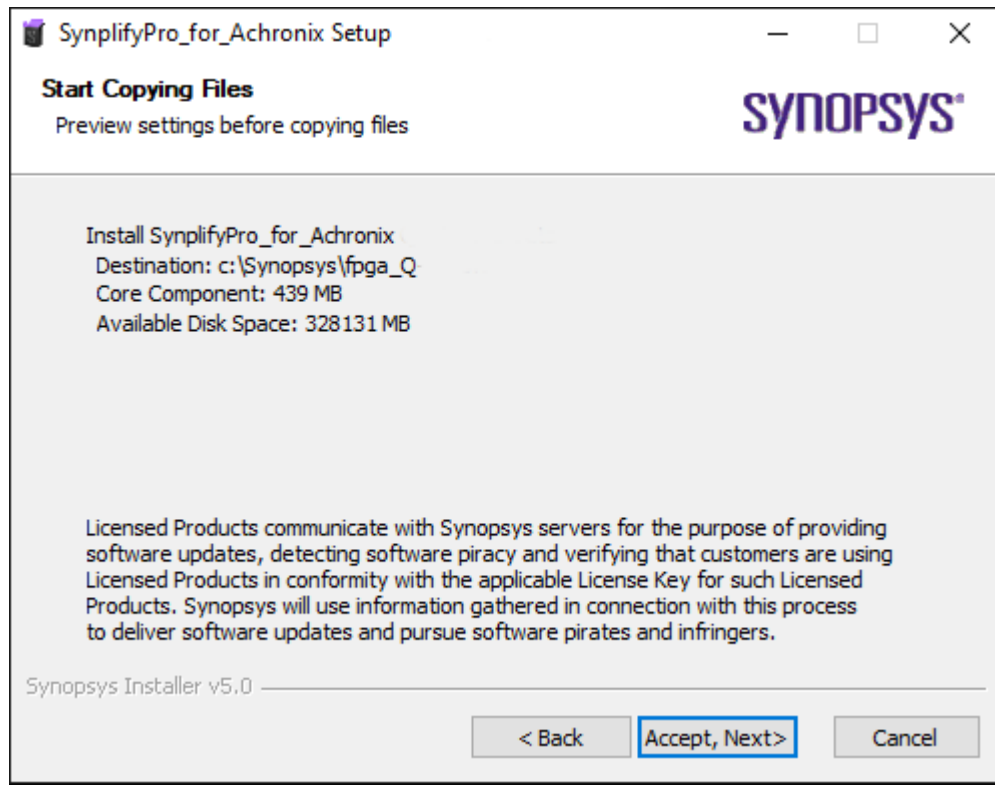 SynplifyPro_for_Achronix Setup
Start Copying Files
Preview settings before copying files
SYNOPSYS®
Install SynplifyPro_for_Achronix
Destination: c:\Synopsys\fpga_Q-
Core Component: 439 MB
Available Disk Space: 328131 MB
Licensed Products communicate with Synopsys servers for the purpose of providing
software updates, detecting software piracy and verifying that customers are using
Licensed Products in conformity with the applicable License Key for such Licensed
Products. Synopsys will use information gathered in connection with this process
to deliver software updates and pursue software pirates and infringers.
Synopsys Installer v5.0
< Back Accept, Next> Cancel